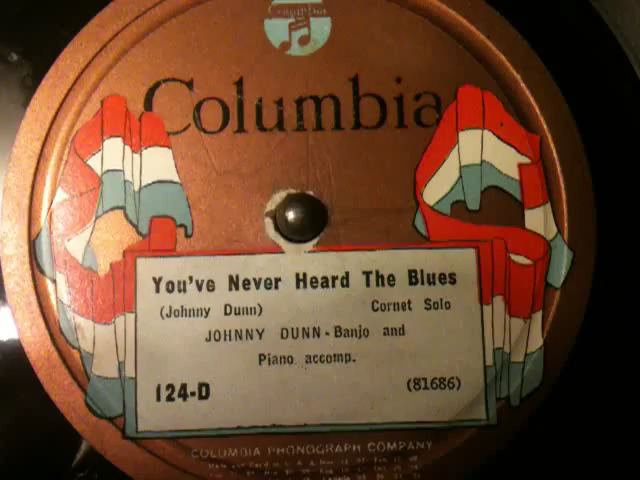 Columbia
Columbia
You've Never Heard The Blues
(Johnny Dunn) Cornet Solo
JOHNNY DUNN - Banjo and
Piano accomp.
124-D (81686)
COLUMBIA PHONOGRAPH COMPANY